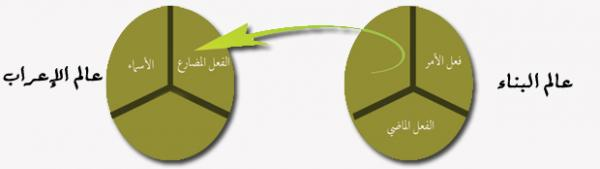 عالم البناء
فعل الأمر
الفعل الماضي
الفعل المضارع
الأسماء
عالم الإعراب